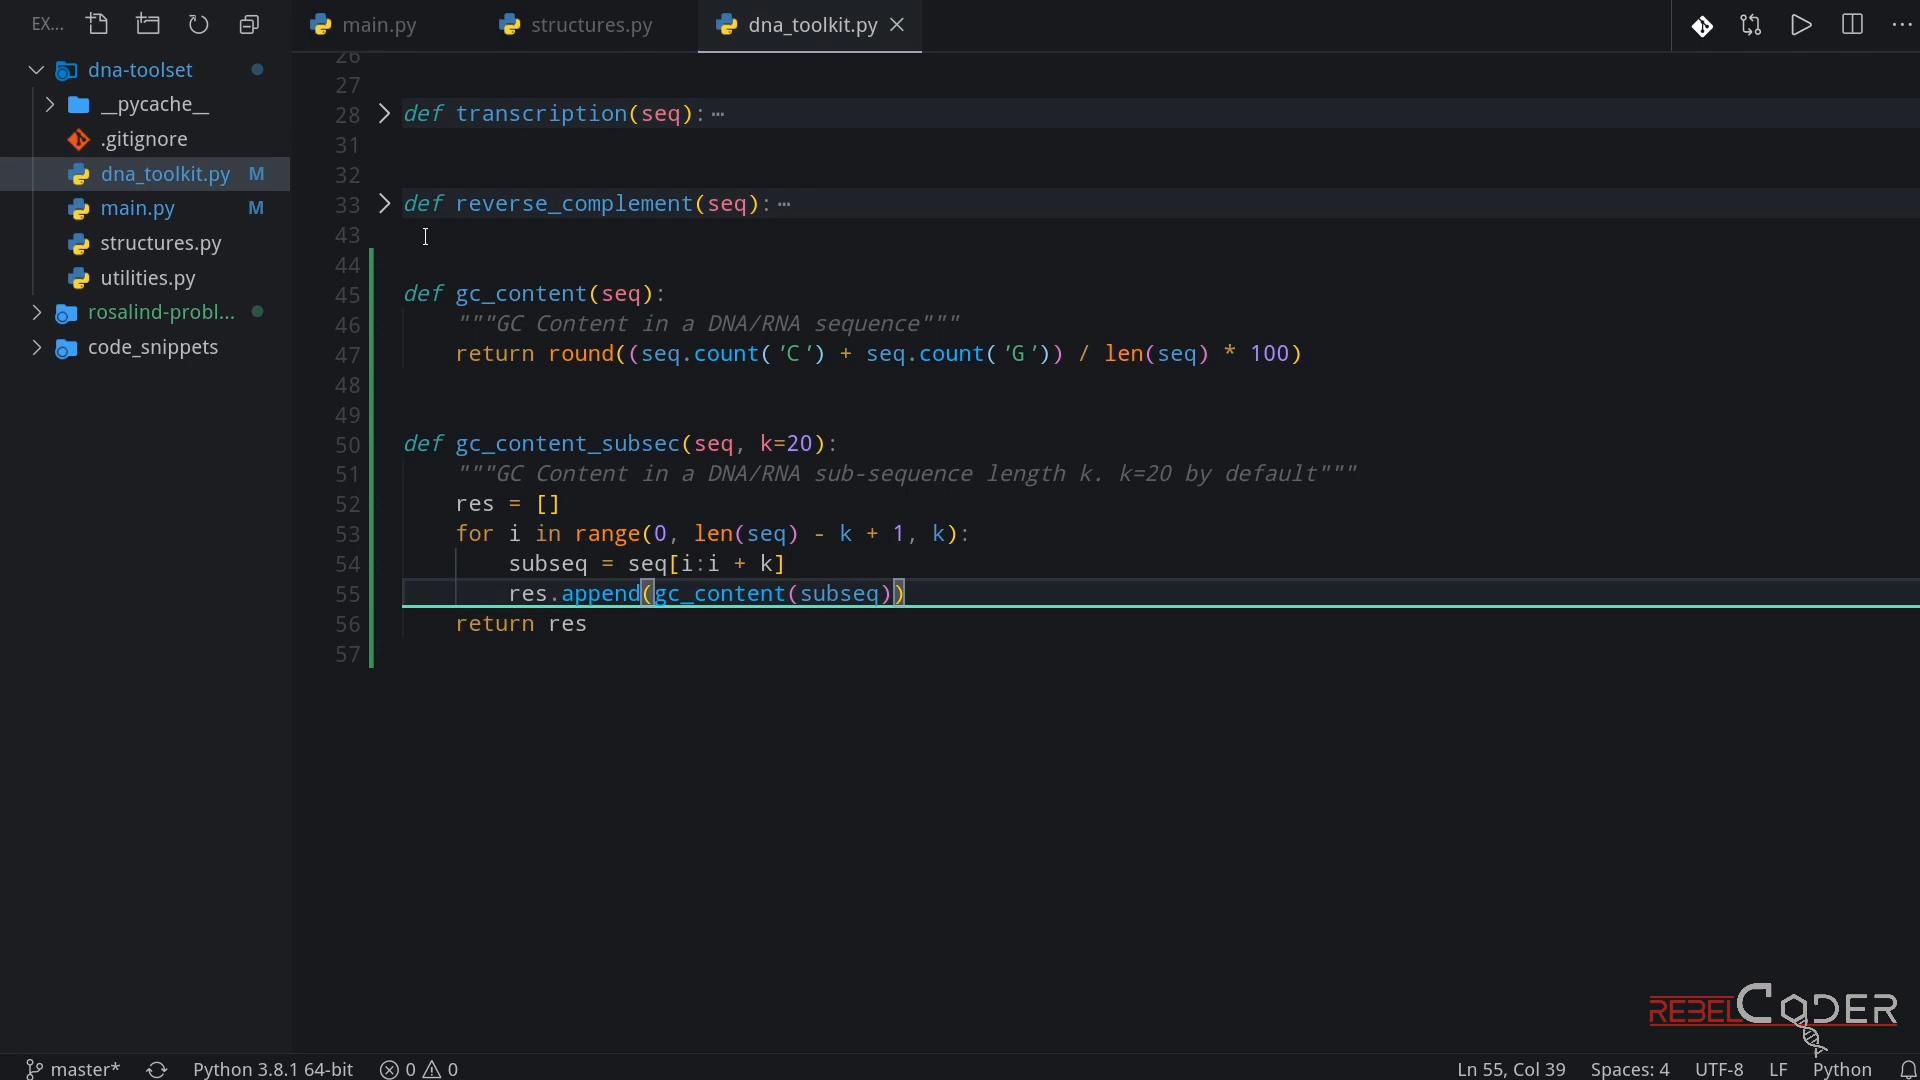 EX...
main.py
structures.py
dna_toolkit.py
dna-toolset
__pycache__
.gitignore
dna_toolkit.py M
main.py M
structures.py
utilities.py
rosalind-probl...
code_snippets
26
27
28 def transcription(seq):⋯
31
32
33 def reverse_complement(seq):⋯
43
44
45 def gc_content(seq):
46 """GC Content in a DNA/RNA sequence"""
47 return round((seq.count('C') + seq.count('G')) / len(seq) * 100)
48
49
50 def gc_content_subsec(seq, k=20):
51 """GC Content in a DNA/RNA sub-sequence length k. k=20 by default"""
52 res = []
53 for i in range(0, len(seq) - k + 1, k):
54 subseq = seq[i:i + k]
55 res.append(gc_content(subseq))
56 return res
57
REBELCODER
master* Python 3.8.1 64-bit 0 0 Ln 55, Col 39 Spaces: 4 UTF-8 LF Python